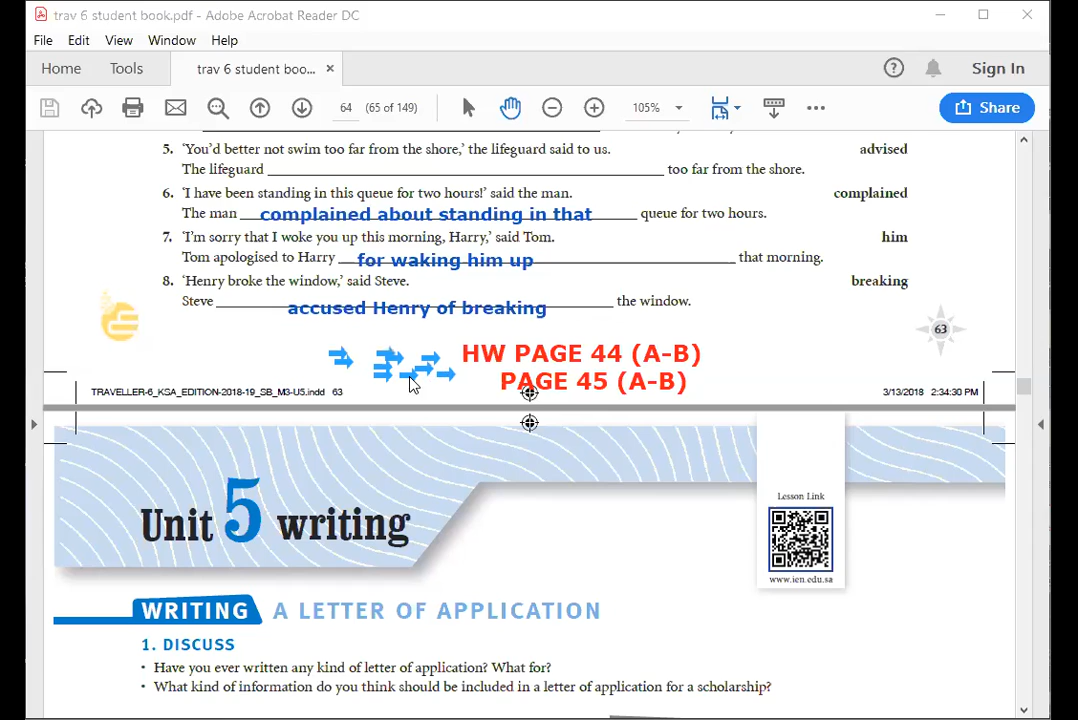 trav 6 student book.pdf - Adobe Acrobat Reader DC
File Edit View Window Help
Home Tools trav 6 student boo... × Sign In
64 (65 of 149) 105% Share
5. ‘You’d better not swim too far from the shore,’ the lifeguard said to us. advised
The lifeguard ____ too far from the shore.
6. ‘I have been standing in this queue for two hours!’ said the man. complained
The man complained about standing in that queue for two hours.
7. ‘I’m sorry that I woke you up this morning, Harry,’ said Tom. him
Tom apologised to Harry for waking him up that morning.
8. ‘Henry broke the window,’ said Steve. breaking
Steve accused Henry of breaking the window.
63
HW PAGE 44 (A-B)
PAGE 45 (A-B)
TRAVELLER-6_KSA_EDITION-2018-19_SB_M3-U5.indd 63 3/13/2018 2:34:30 PM
Lesson Link
Unit 5 writing
www.ien.edu.sa
WRITING A LETTER OF APPLICATION
1. DISCUSS
• Have you ever written any kind of letter of application? What for?
• What kind of information do you think should be included in a letter of application for a scholarship?